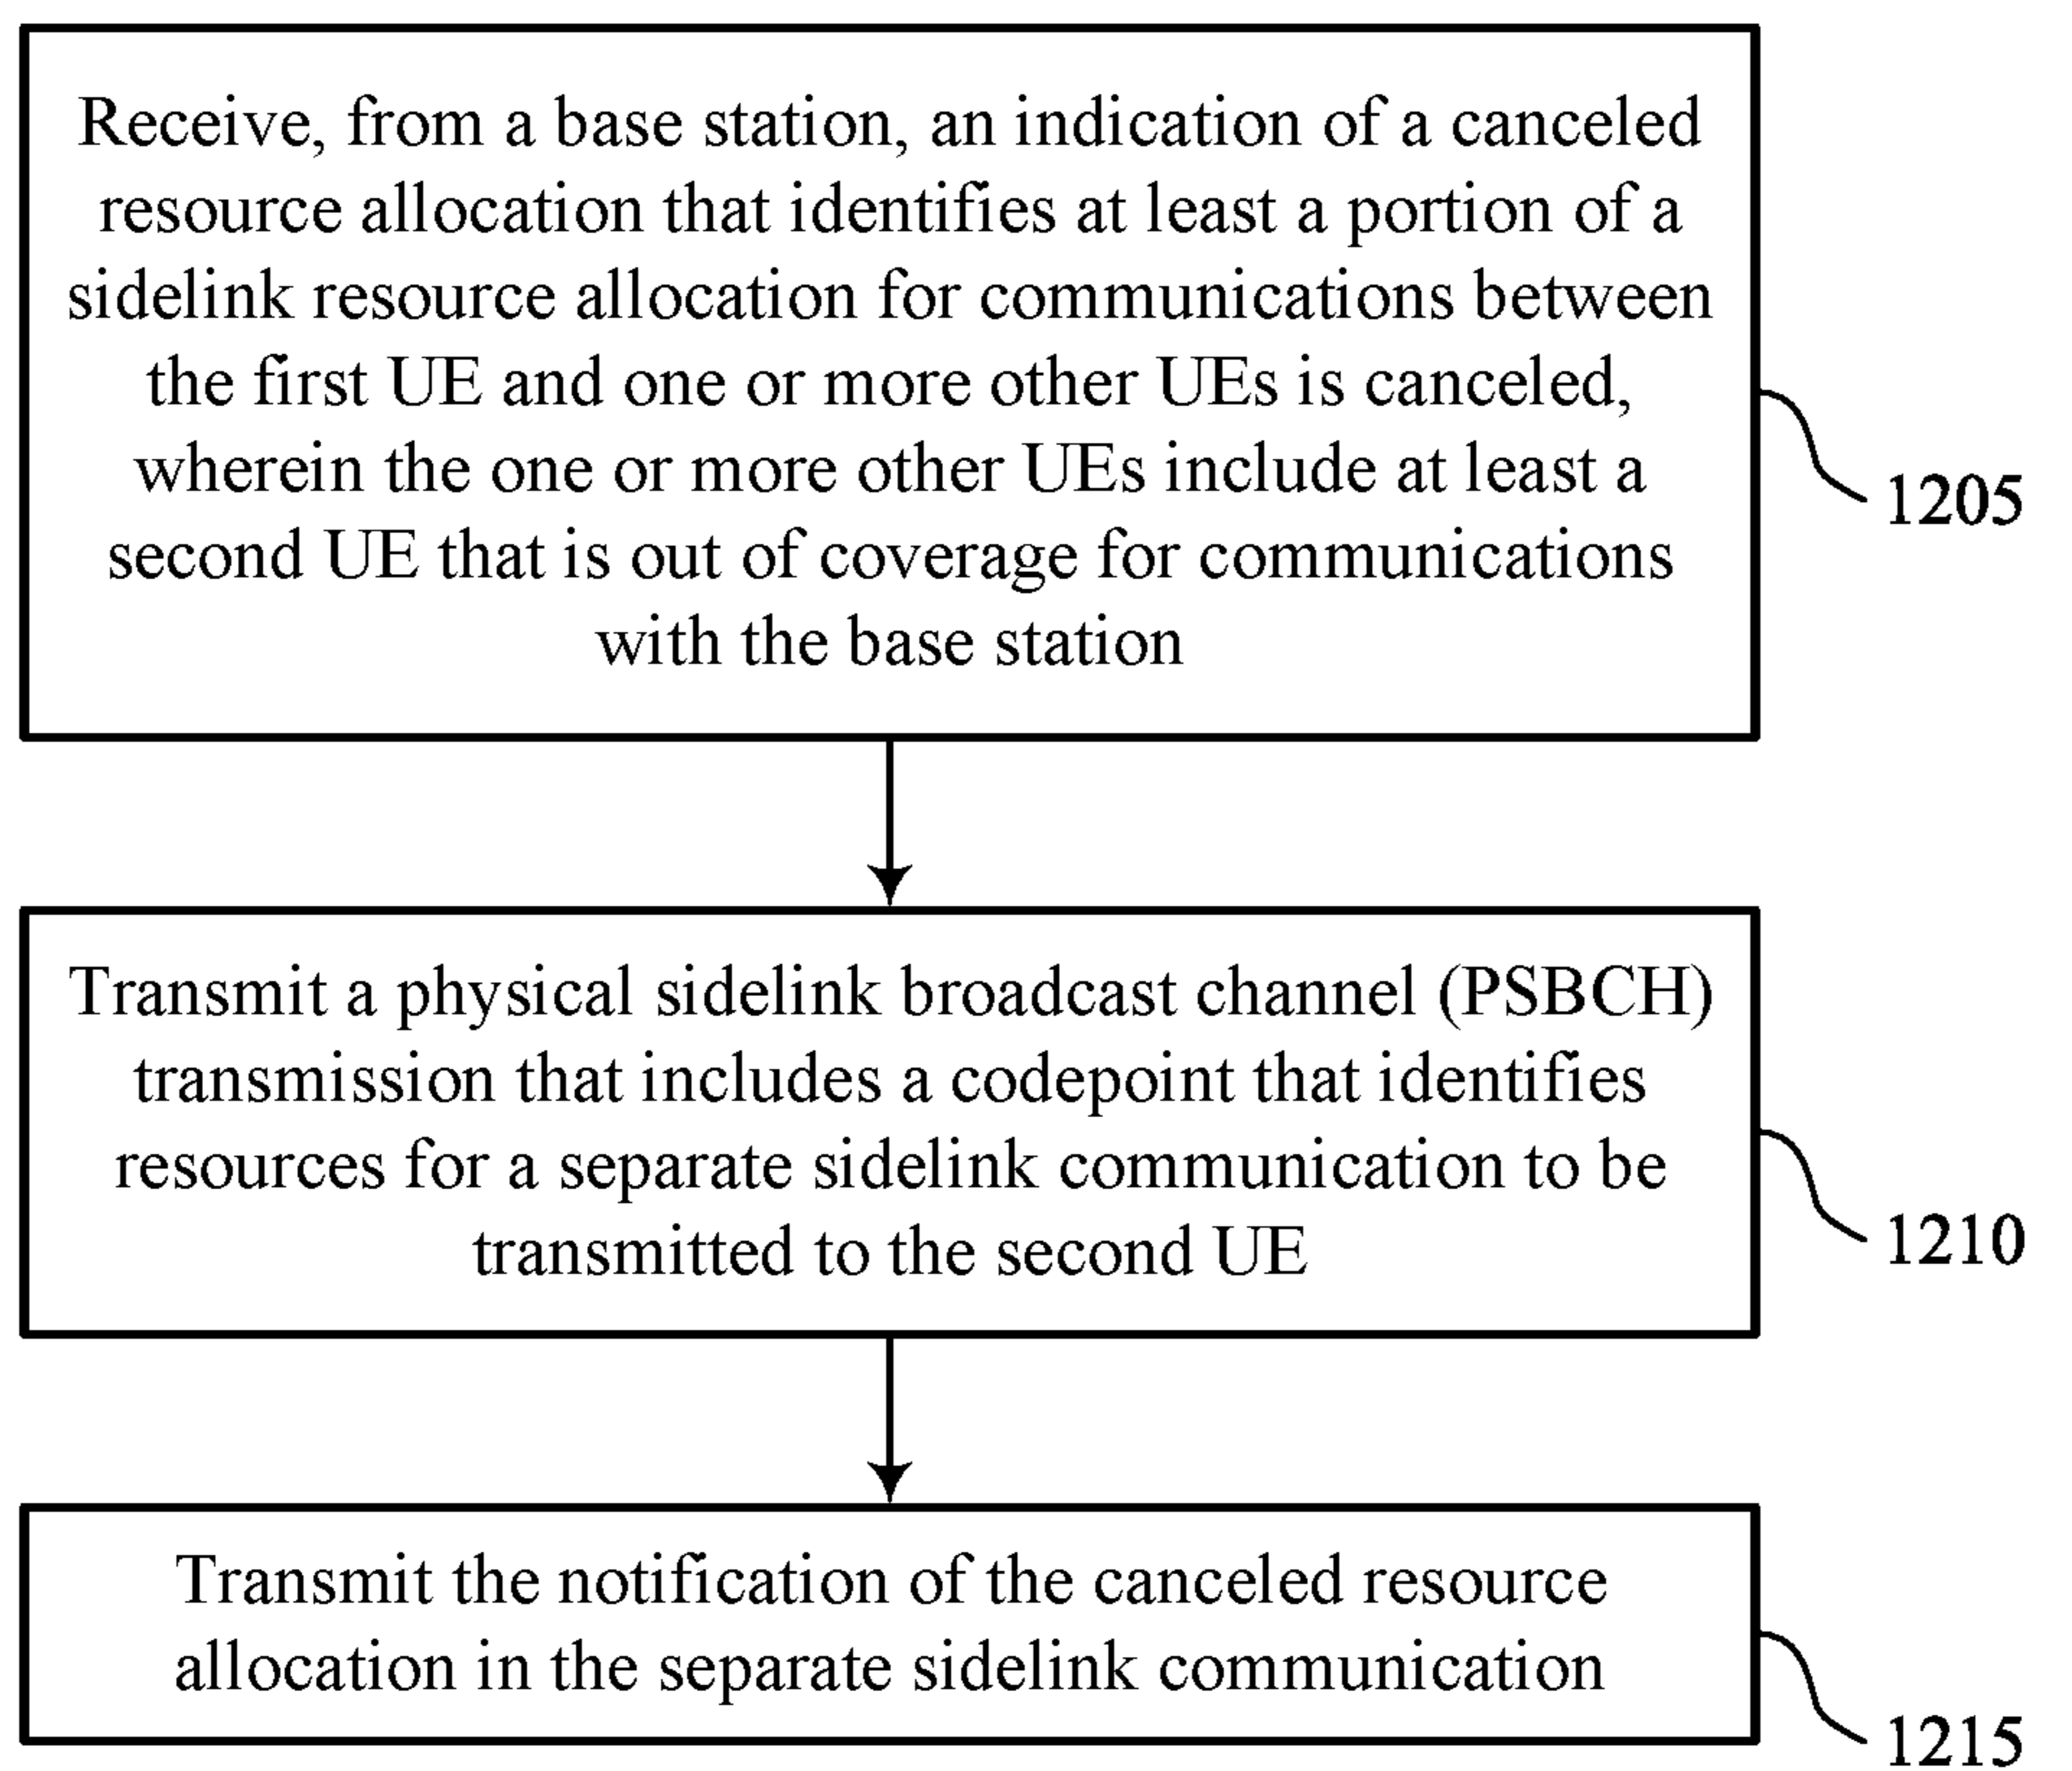 Receive, from a base station, an indication of a canceled
resource allocation that identifies at least a portion of a
sidelink resource allocation for communications between
the first UE and one or more other UEs is canceled,
wherein the one or more other UEs include at least a
second UE that is out of coverage for communications
with the base station
1205
Transmit a physical sidelink broadcast channel (PSBCH)
transmission that includes a codepoint that identifies
resources for a separate sidelink communication to be
transmitted to the second UE
1210
Transmit the notification of the canceled resource
allocation in the separate sidelink communication
1215